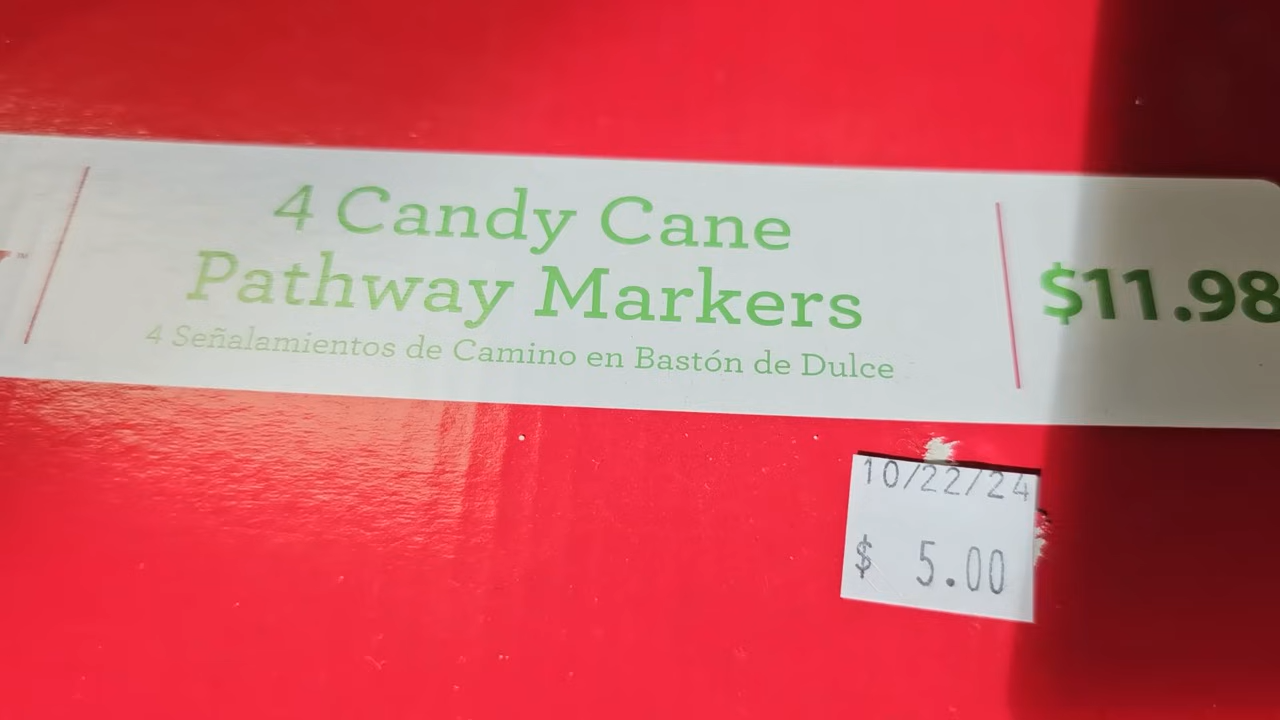 4 Candy Cane
Pathway Markers
4 Señalamientos de Camino en Bastón de Dulce
$11.98
10/22/24
$ 5.00